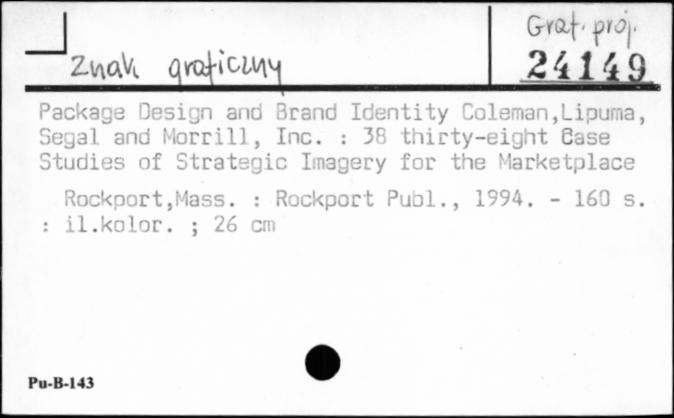 Graf. proj.
Znak graficzny 24149
Package Design and Brand Identity Coleman,Lipuma,
Segal and Morrill, Inc. : 38 thirty-eight Case
Studies of Strategic Imagery for the Marketplace
Rockport,Mass. : Rockport Publ., 1994. - 160 s.
: il.kolor. ; 26 cm
Pu-B-143